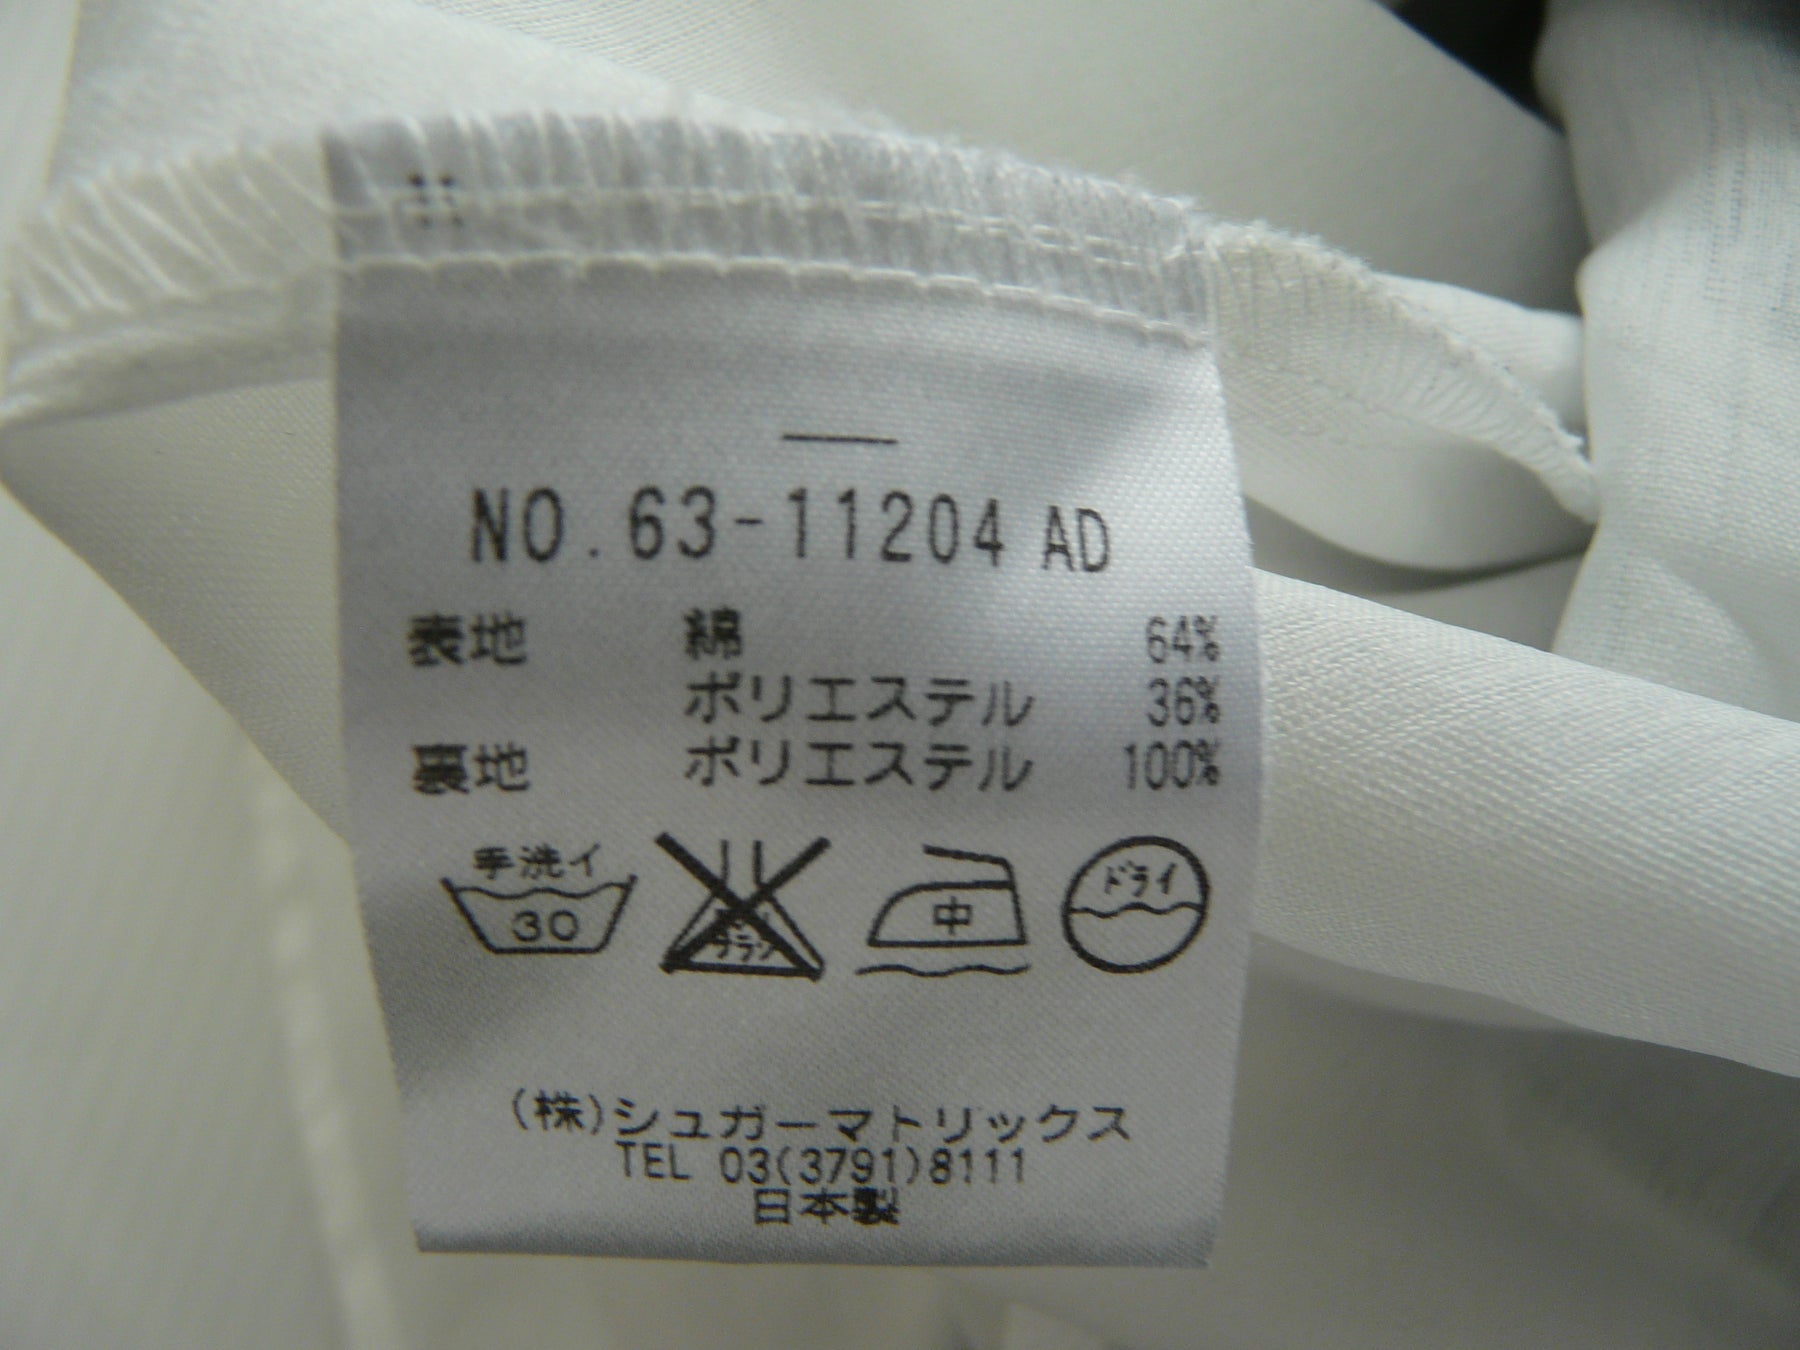 NO.63-11204 AD
表地 綿 64%
ポリエステル 36%
裏地 ポリエステル 100%
手洗イ
30
中
ドライ
(株)シュガーマトリックス
TEL 03(3791)8111
日本製